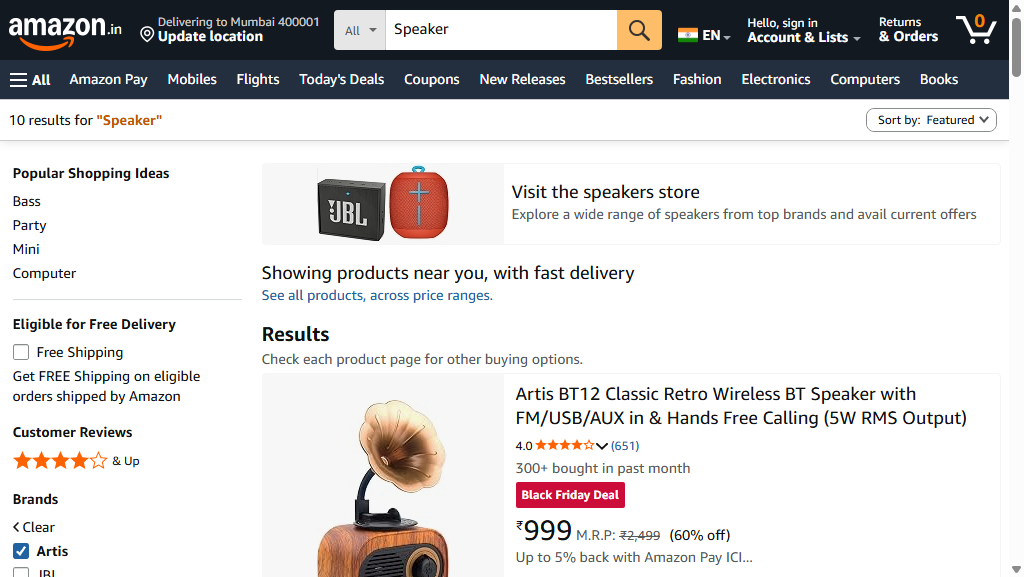 amazon.in
Delivering to Mumbai 400001
Update location
All
Speaker
EN
Hello, sign in
Account & Lists
Returns
& Orders
0
All
Amazon Pay
Mobiles
Flights
Today's Deals
Coupons
New Releases
Bestsellers
Fashion
Electronics
Computers
Books
10 results for "Speaker"
Sort by: Featured
Popular Shopping Ideas
Bass
Party
Mini
Computer
Eligible for Free Delivery
Free Shipping
Get FREE Shipping on eligible
orders shipped by Amazon
Customer Reviews
& Up
Brands
Clear
Artis
JBL
JBL
Visit the speakers store
Explore a wide range of speakers from top brands and avail current offers
Showing products near you, with fast delivery
See all products, across price ranges.
Results
Check each product page for other buying options.
Artis BT12 Classic Retro Wireless BT Speaker with
FM/USB/AUX in & Hands Free Calling (5W RMS Output)
4.0 (651)
300+ bought in past month
Black Friday Deal
₹999 M.R.P: ₹2,499 (60% off)
Up to 5% back with Amazon Pay ICI...